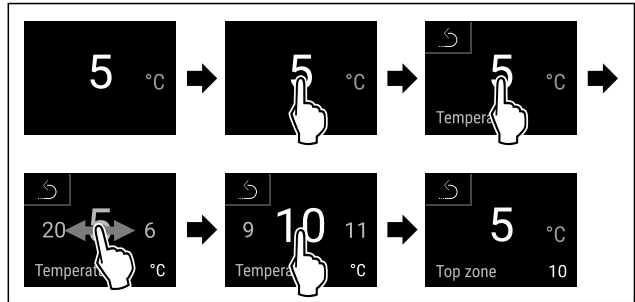 5 °C
5 °C
5 °C
Tempera
20 5 6
Temperat °C
9 10 11
Tempera °C
5 °C
Top zone 10